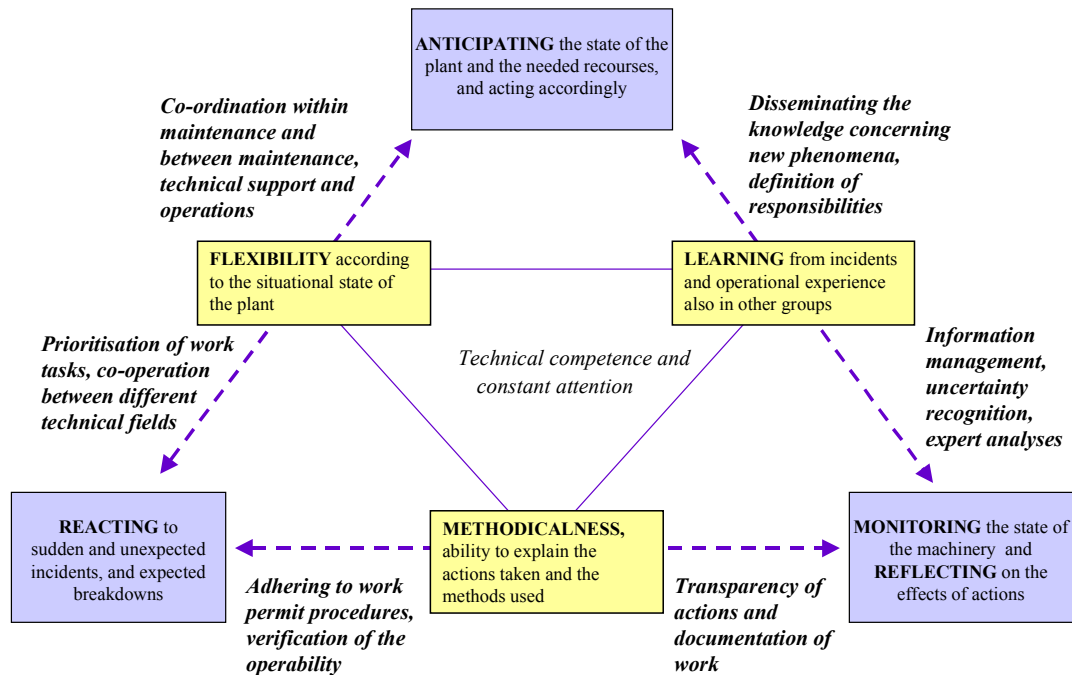 ANTICIPATING the state of the
plant and the needed recourses,
and acting accordingly
Co-ordination within
maintenance and
between maintenance,
technical support and
operations
Disseminating the
knowledge concerning
new phenomena,
definition of
responsibilities
FLEXIBILITY according
to the situational state of
the plant
LEARNING from incidents
and operational experience
also in other groups
Prioritisation of work
tasks, co-operation
between different
technical fields
Technical competence and
constant attention
Information
management,
uncertainty
recognition,
expert analyses
REACTING to
sudden and unexpected
incidents, and expected
breakdowns
METHODICALNESS,
ability to explain the
actions taken and the
methods used
MONITORING the state of
the machinery and
REFLECTING on the
effects of actions
Adhering to work
permit procedures,
verification of the
operability
Transparency of
actions and
documentation of
work